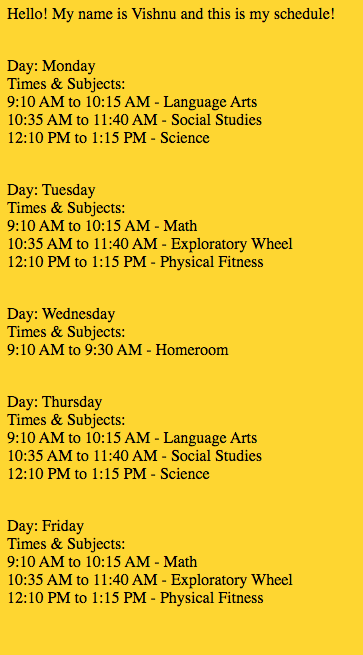 Hello! My name is Vishnu and this is my schedule!
Day: Monday
Times & Subjects:
9:10 AM to 10:15 AM - Language Arts
10:35 AM to 11:40 AM - Social Studies
12:10 PM to 1:15 PM - Science
Day: Tuesday
Times & Subjects:
9:10 AM to 10:15 AM - Math
10:35 AM to 11:40 AM - Exploratory Wheel
12:10 PM to 1:15 PM - Physical Fitness
Day: Wednesday
Times & Subjects:
9:10 AM to 9:30 AM - Homeroom
Day: Thursday
Times & Subjects:
9:10 AM to 10:15 AM - Language Arts
10:35 AM to 11:40 AM - Social Studies
12:10 PM to 1:15 PM - Science
Day: Friday
Times & Subjects:
9:10 AM to 10:15 AM - Math
10:35 AM to 11:40 AM - Exploratory Wheel
12:10 PM to 1:15 PM - Physical Fitness